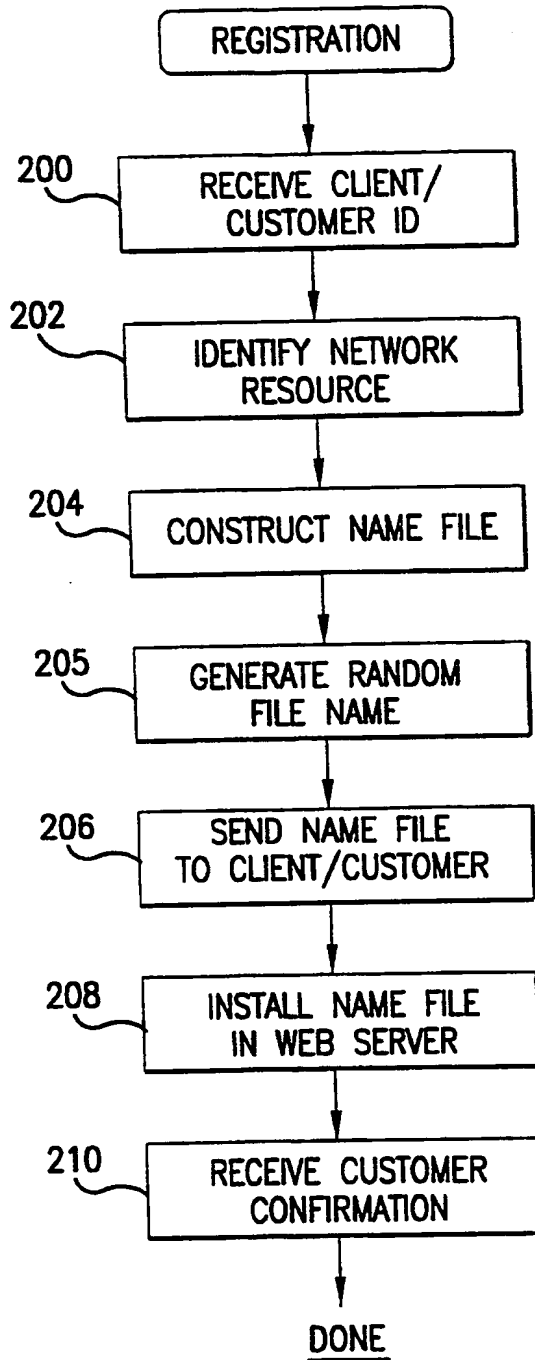 REGISTRATION
200
RECEIVE CLIENT/
CUSTOMER ID
202
IDENTIFY NETWORK
RESOURCE
204
CONSTRUCT NAME FILE
205
GENERATE RANDOM
FILE NAME
206
SEND NAME FILE
TO CLIENT/CUSTOMER
208
INSTALL NAME FILE
IN WEB SERVER
210
RECEIVE CUSTOMER
CONFIRMATION
DONE